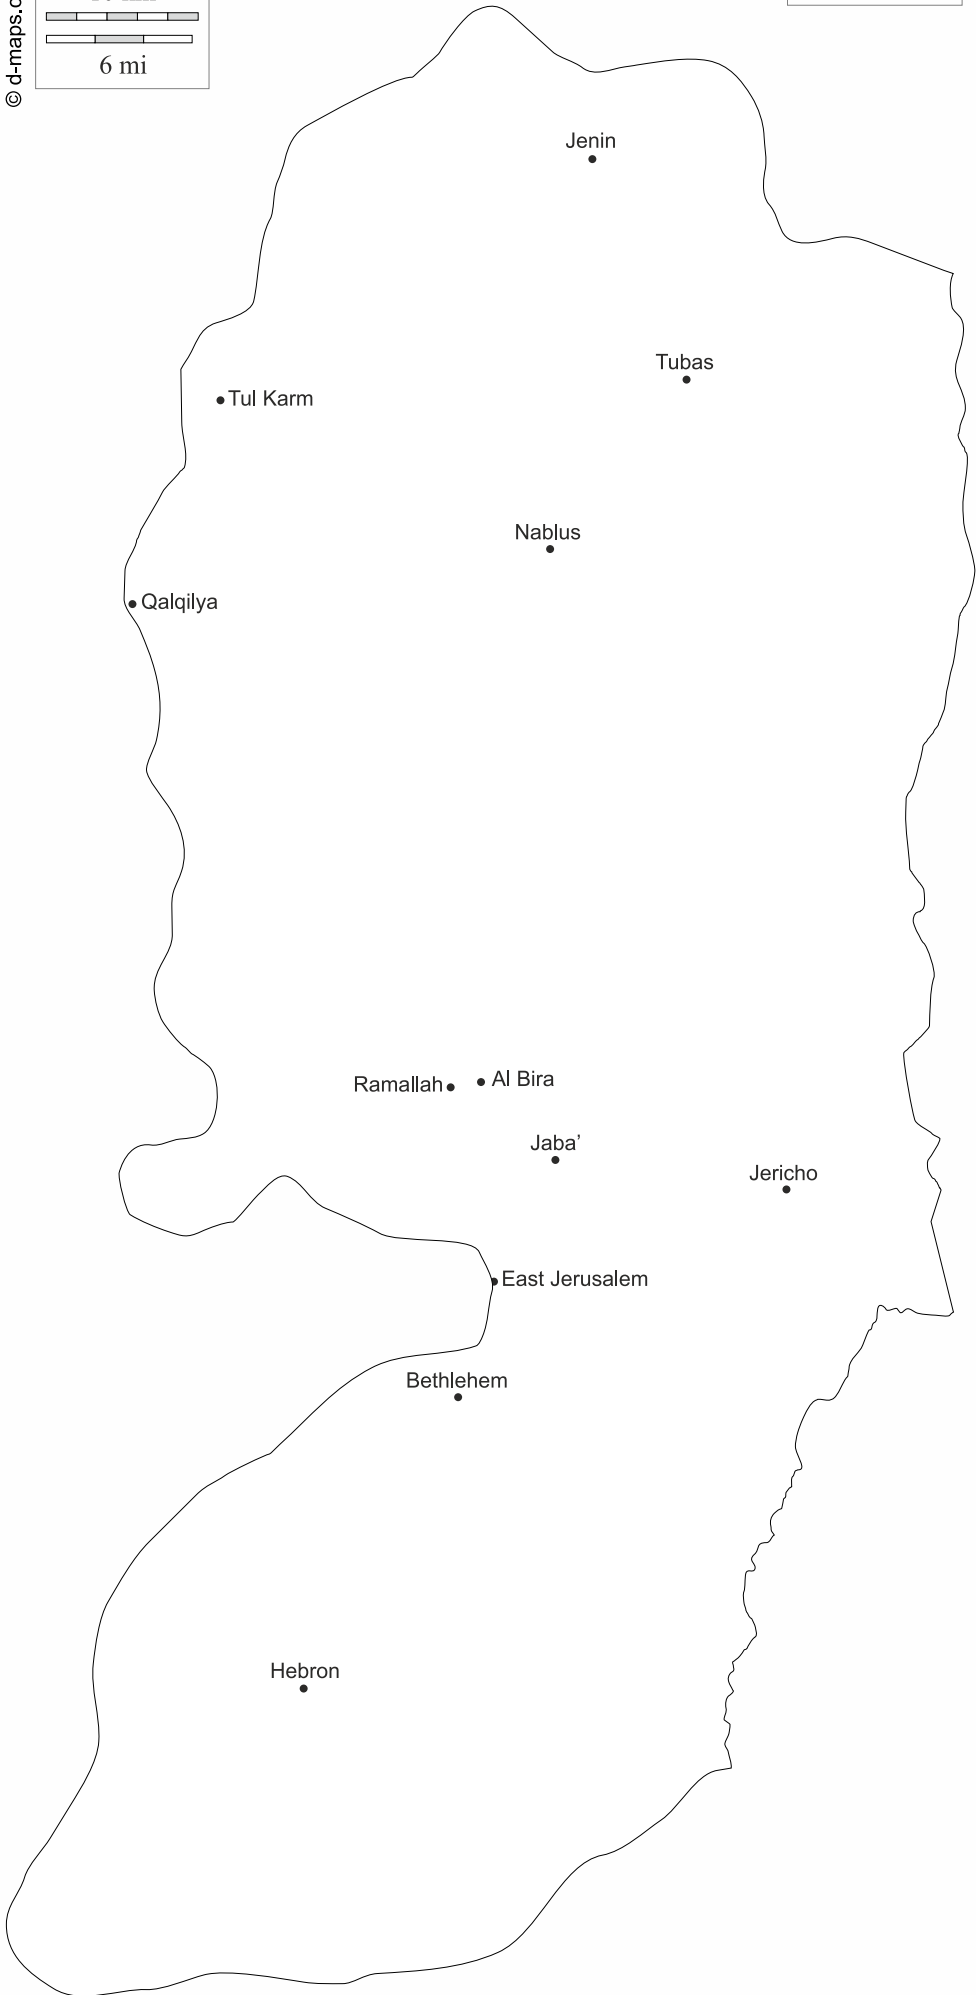 6 mi
© d-maps.c
Jenin
Tubas
Tul Karm
Nablus
Qalqilya
Ramallah
Al Bira
Jaba’
Jericho
East Jerusalem
Bethlehem
Hebron